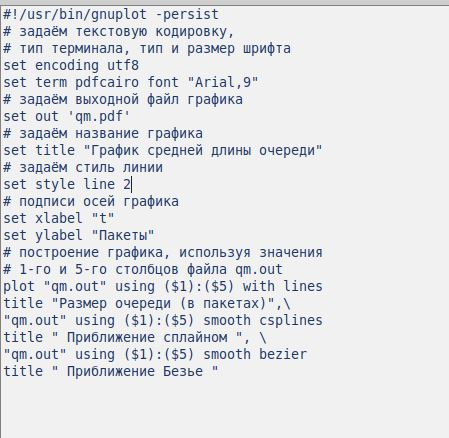 #!/usr/bin/gnuplot -persist
# задаём текстовую кодировку,
# тип терминала, тип и размер шрифта
set encoding utf8
set term pdfcairo font "Arial,9"
# задаём выходной файл графика
set out 'qm.pdf'
# задаём название графика
set title "График средней длины очереди"
# задаём стиль линии
set style line 2
# подписи осей графика
set xlabel "t"
set ylabel "Пакеты"
# построение графика, используя значения
# 1-го и 5-го столбцов файла qm.out
plot "qm.out" using ($1):($5) with lines
title "Размер очереди (в пакетах)",\
"qm.out" using ($1):($5) smooth csplines
title " Приближение сплайном ", \
"qm.out" using ($1):($5) smooth bezier
title " Приближение Безье "